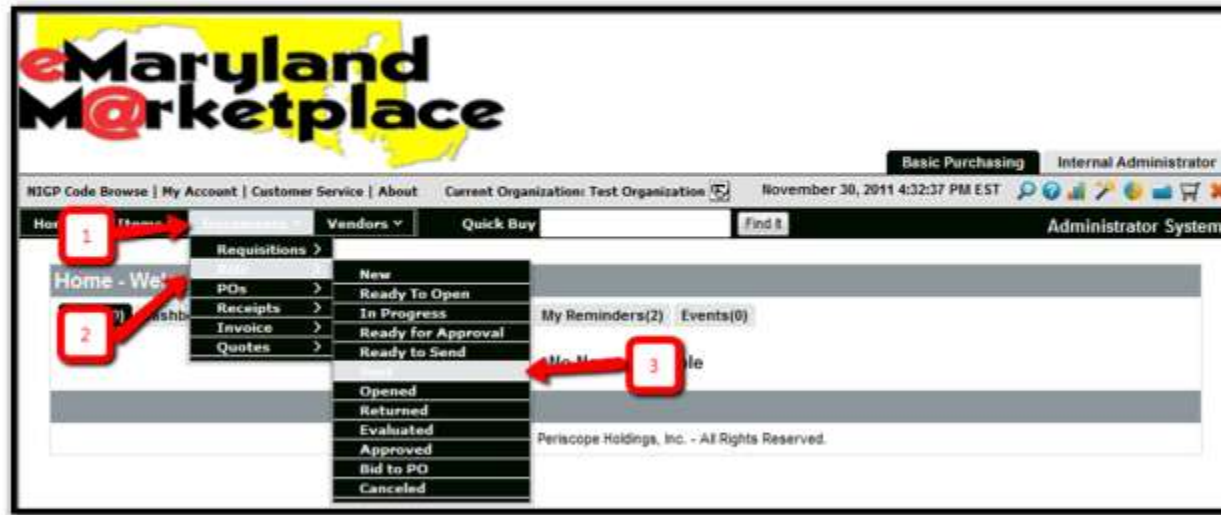 eMaryland
M@rketplace
Basic Purchasing Internal Administrator
NIGP Code Browse | My Account | Customer Service | About Current Organization: Test Organization November 30, 2011 4:32:37 PM EST
Vendors Quick Buy Find It Administrator System
1
Requisitions >
Home - We
New
POs >
Ready To Open
Receipts > In Progress My Reminders(2) Events(0)
2
Invoice > Ready for Approval
Quotes > Ready to Send
3
Opened
Returned
Evaluated
Periscope Holdings, Inc. - All Rights Reserved.
Approved
Bid to PO
Canceled